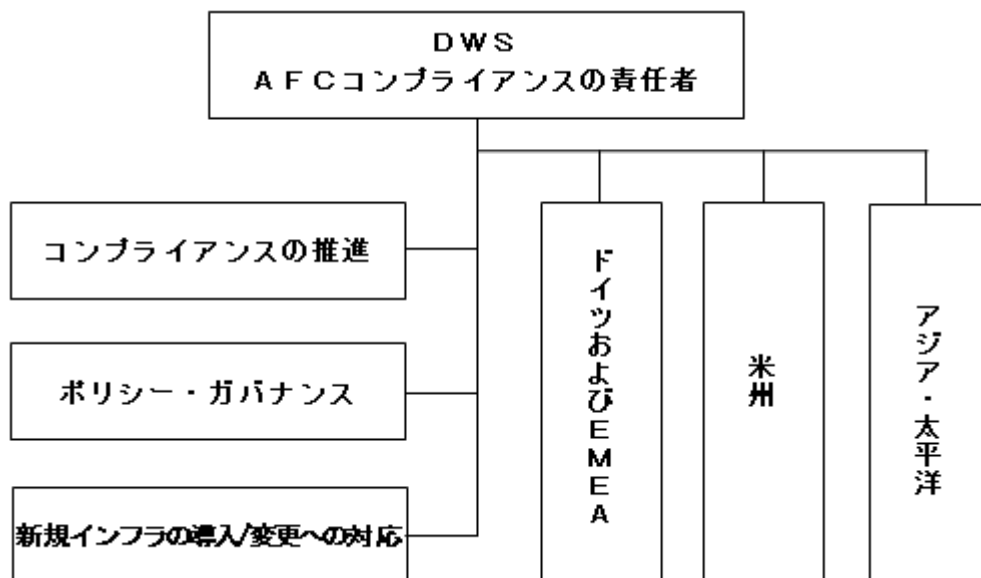 ＤＷＳ
ＡＦＣコンプライアンスの責任者
コンプライアンスの推進
ポリシー・ガバナンス
新規インフラの導入/変更への対応
ドイツおよびＥＭＥＡ
米州
アジア・太平洋